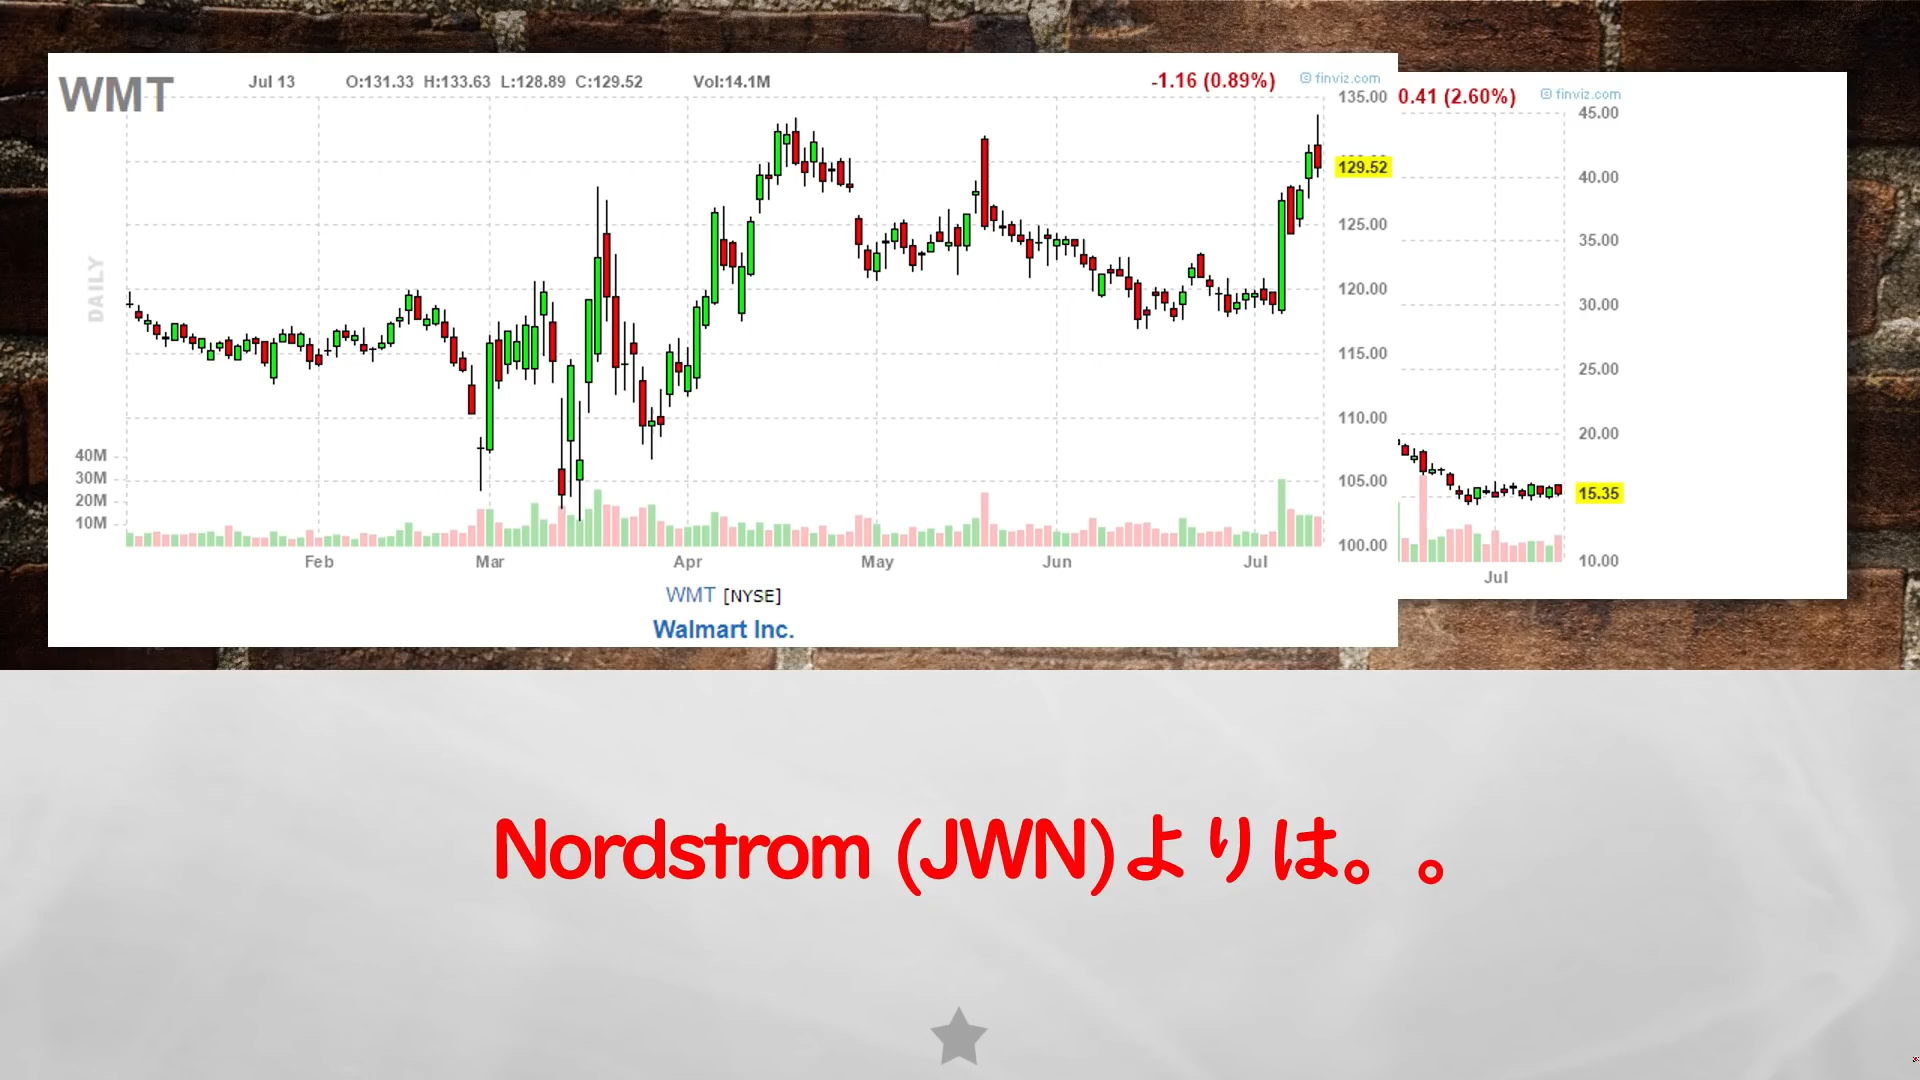 WMT
Jul 13 O:131.33 H:133.63 L:128.89 C:129.52 Vol:14.1M
-1.16 (0.89%)
© finviz.com
135.00
129.52
125.00
120.00
115.00
110.00
105.00
100.00
DAILY
40M
30M
20M
10M
Feb Mar Apr May Jun Jul
WMT [NYSE]
Walmart Inc.
0.41 (2.60%)
© finviz.com
45.00
40.00
35.00
30.00
25.00
20.00
15.35
10.00
Jul
Nordstrom (JWN)よりは。。